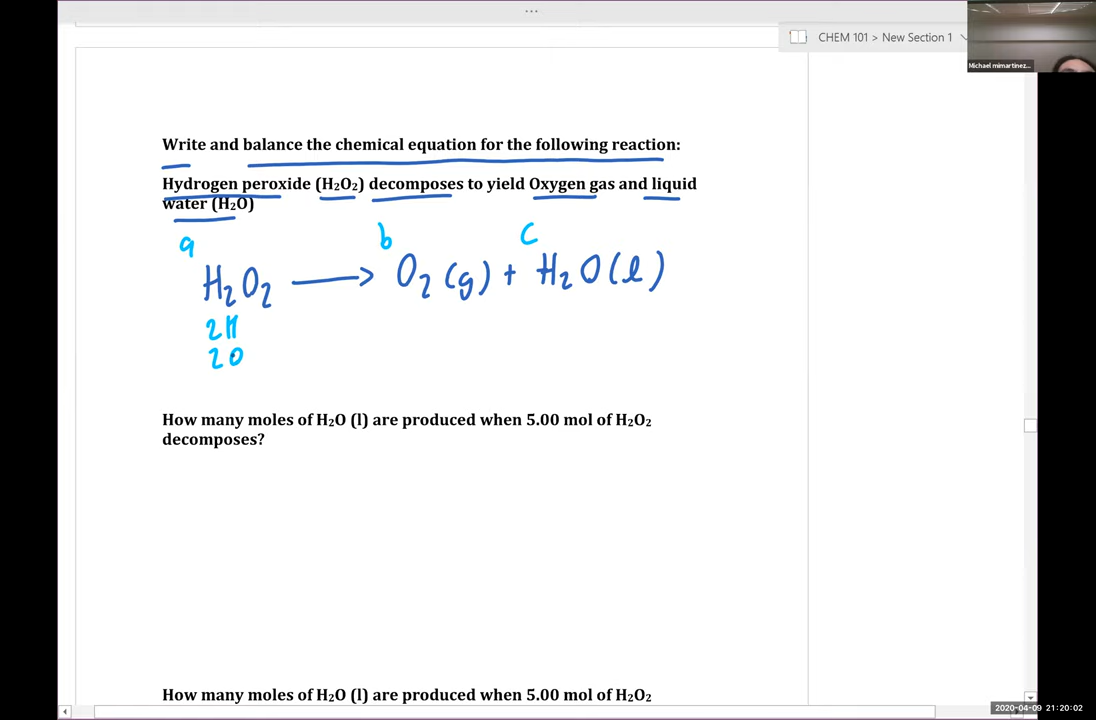 CHEM 101 > New Section 1
Michael mimartinez...
Write and balance the chemical equation for the following reaction:
Hydrogen peroxide (H₂O₂) decomposes to yield Oxygen gas and liquid
water (H₂O)
a b c
H₂O₂ ⟶ O₂ (g) + H₂O (l)
2H
2O
How many moles of H₂O (l) are produced when 5.00 mol of H₂O₂
decomposes?
How many moles of H₂O (l) are produced when 5.00 mol of H₂O₂
2020-04-09 21:20:02